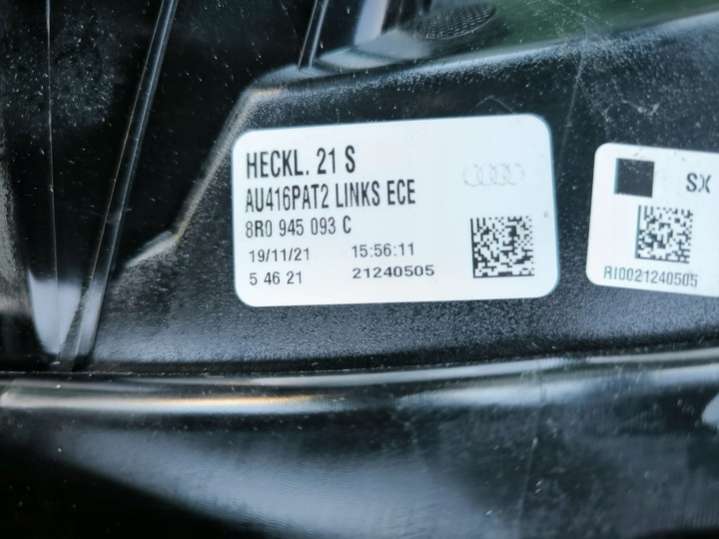 HECKL. 21 S
AU416PAT2 LINKS ECE
8R0 945 093 C
19/11/21 15:56:11
5 46 21 21240505
SX
RI0021240505